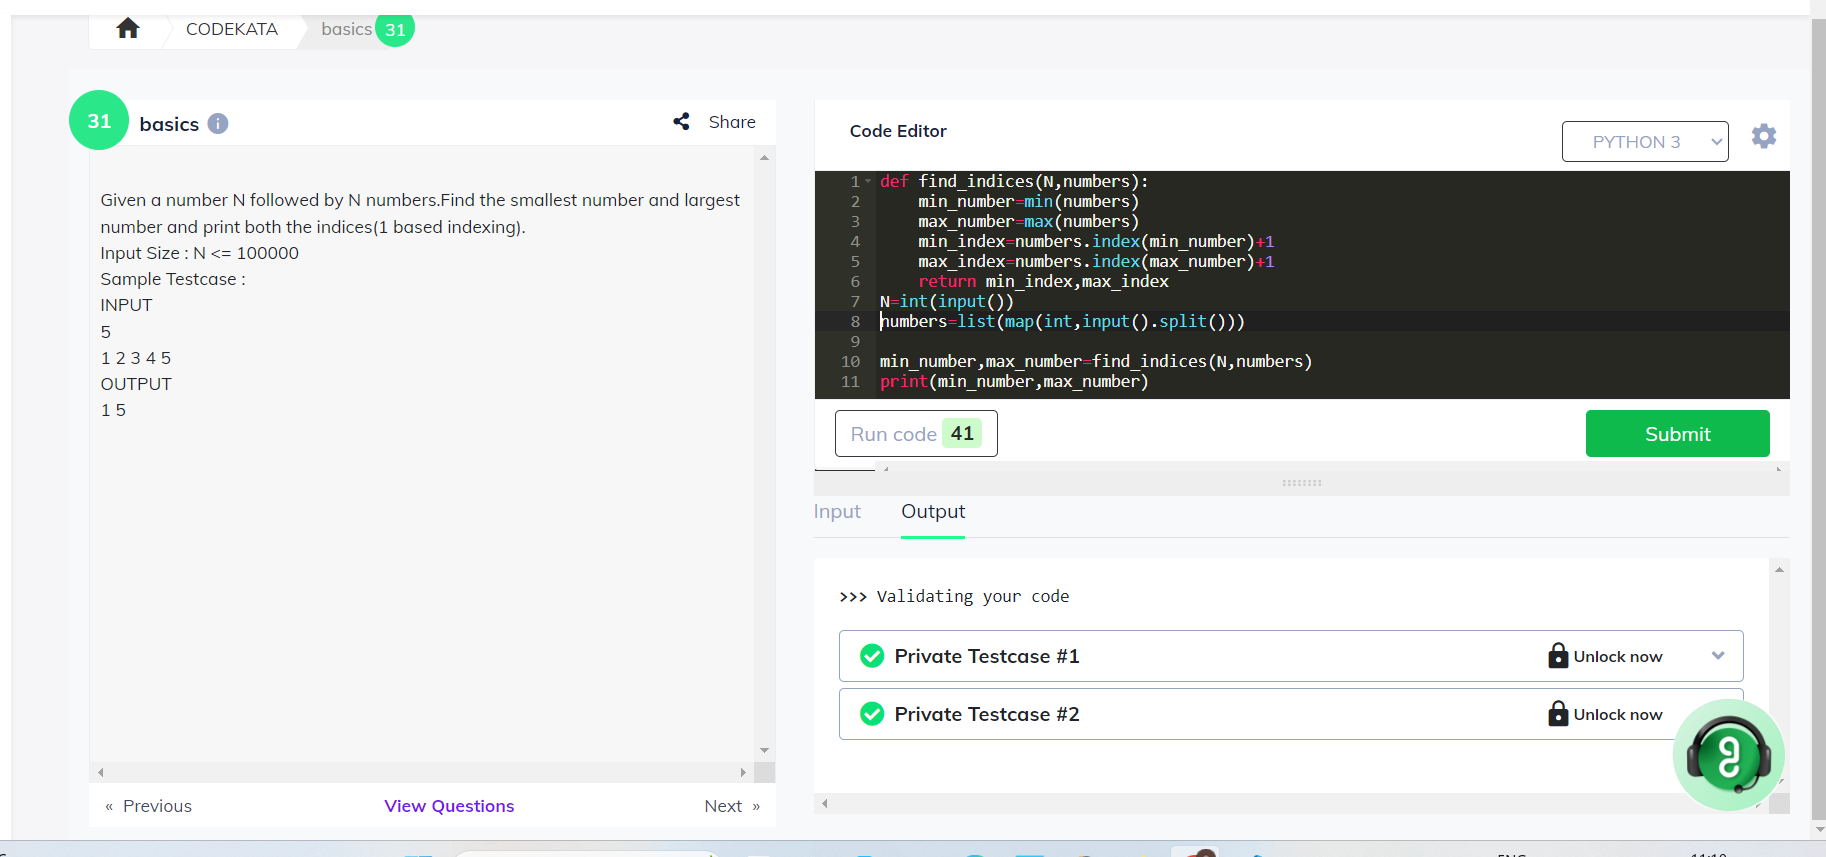 CODEKATA basics 31
31 basics i Share
Given a number N followed by N numbers.Find the smallest number and largest
number and print both the indices(1 based indexing).
Input Size : N <= 100000
Sample Testcase :
INPUT
5
1 2 3 4 5
OUTPUT
1 5
« Previous View Questions Next »
Code Editor
PYTHON 3
1 def find_indices(N,numbers):
2 min_number=min(numbers)
3 max_number=max(numbers)
4 min_index=numbers.index(min_number)+1
5 max_index=numbers.index(max_number)+1
6 return min_index,max_index
7 N=int(input())
8 numbers=list(map(int,input().split()))
9
10 min_number,max_number=find_indices(N,numbers)
11 print(min_number,max_number)
Run code 41 Submit
Input Output
>>> Validating your code
Private Testcase #1 Unlock now
Private Testcase #2 Unlock now